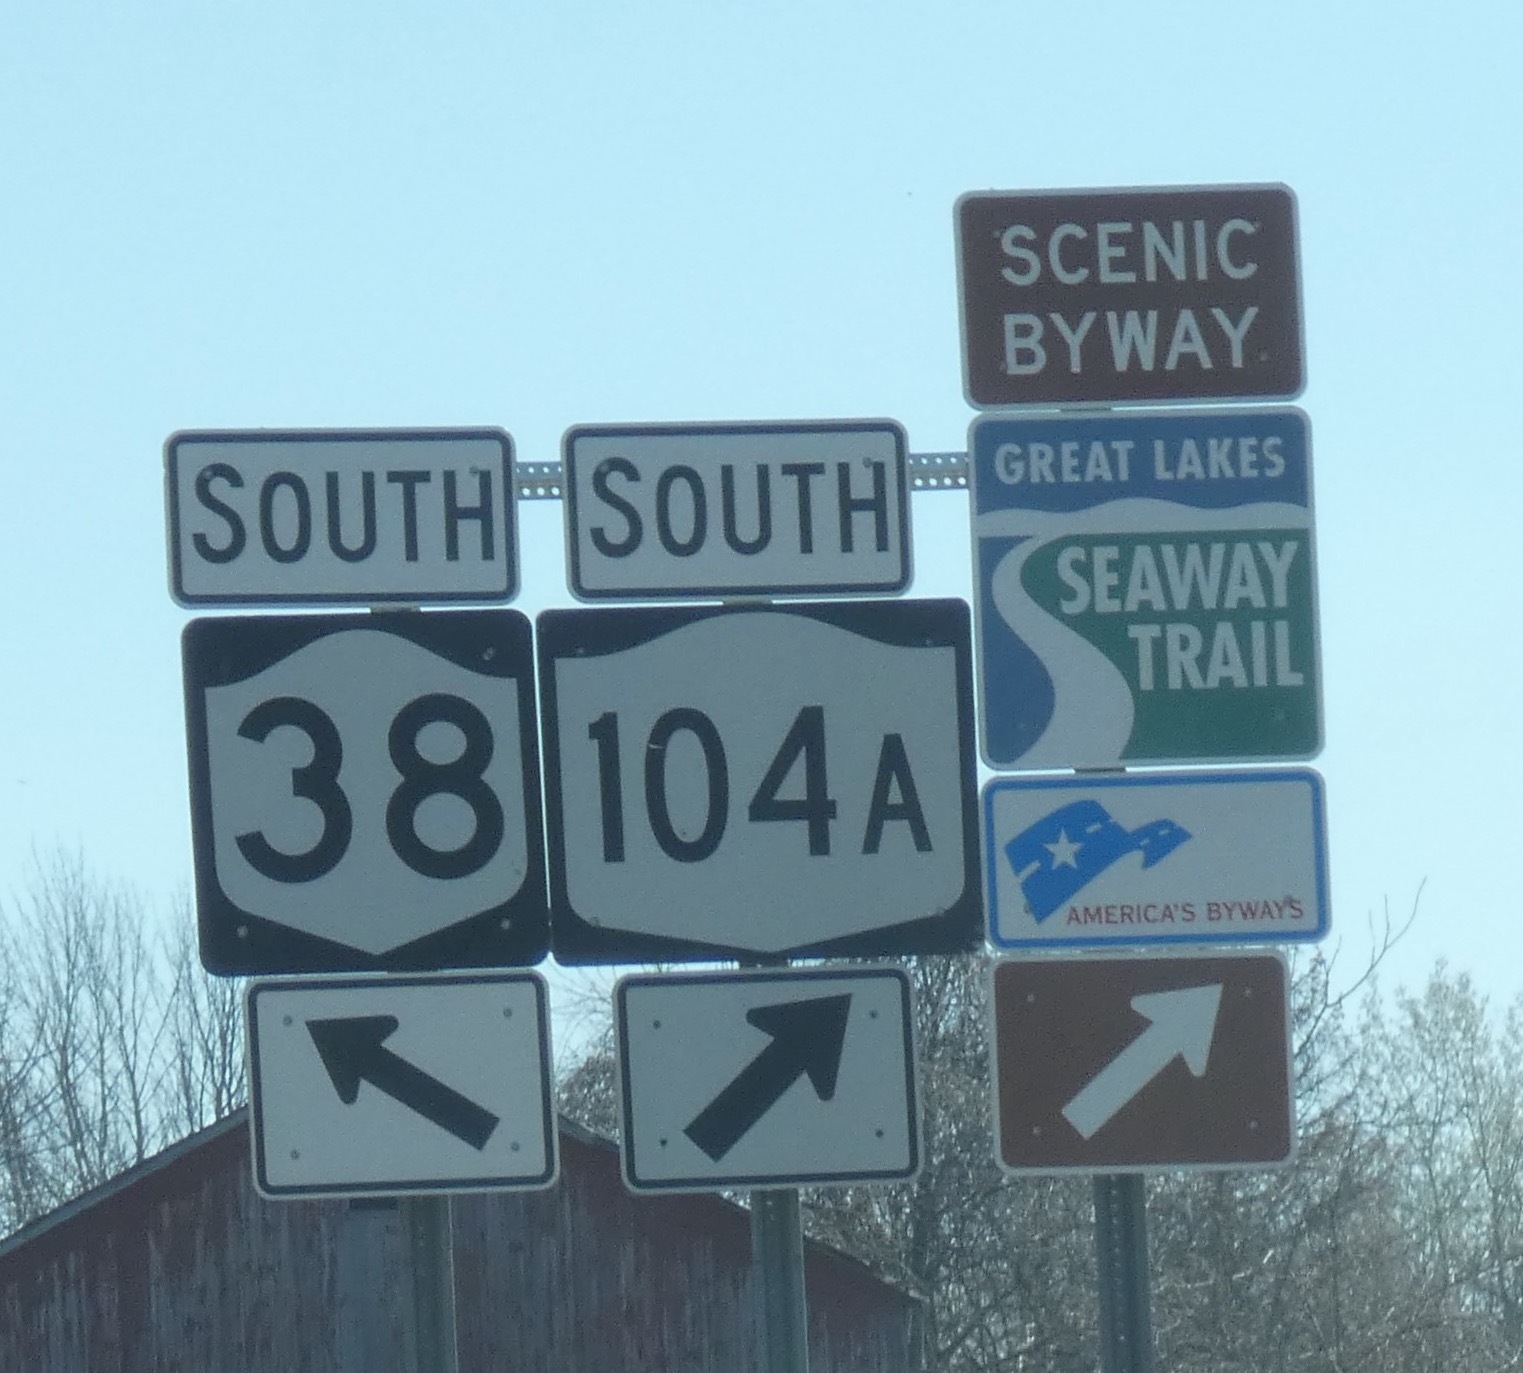 SOUTH
38
SOUTH
104A
SCENIC
BYWAY
GREAT LAKES
SEAWAY
TRAIL
AMERICA'S BYWAYS